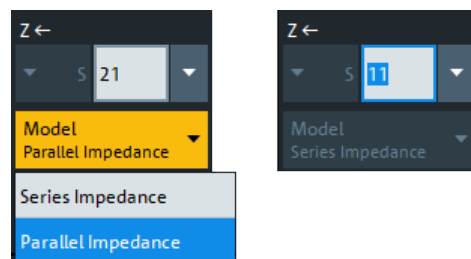 Z←
S 21
Model
Parallel Impedance
Series Impedance
Parallel Impedance
Z←
S 11
Model
Series Impedance